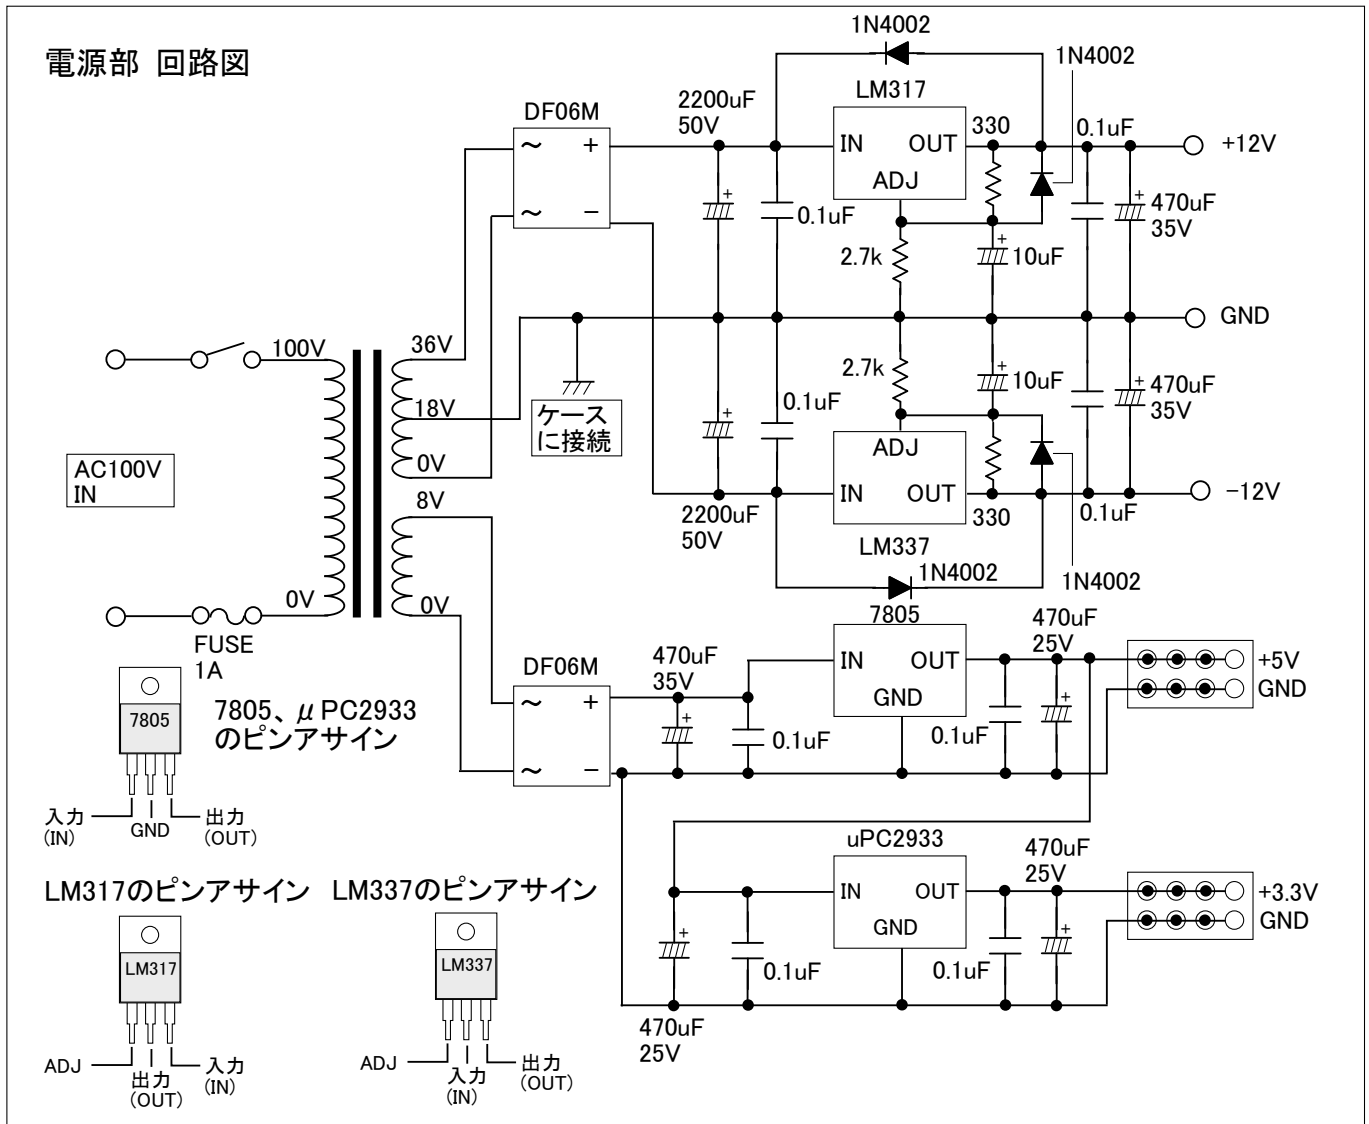 電源部 回路図
1N4002
1N4002
LM317
2200uF
50V
DF06M
330
0.1uF
~
+
IN
OUT
+12V
ADJ
~
−
+
0.1uF
+
470uF
35V
2.7k
+
10uF
GND
100V
36V
18V
0V
ケース
に接続
2.7k
+
10uF
+
470uF
35V
0.1uF
+
ADJ
AC100V
IN
IN
OUT
−12V
8V
2200uF
50V
330
0.1uF
LM337
1N4002
1N4002
0V
0V
FUSE
1A
7805
470uF
25V
DF06M
470uF
35V
IN
OUT
GND
+5V
GND
~
+
+
0.1uF
0.1uF
+
~
−
7805
7805、μPC2933
のピンアサイン
入力
(IN)
GND
出力
(OUT)
uPC2933
470uF
25V
IN
OUT
GND
+3.3V
GND
+
0.1uF
0.1uF
+
470uF
25V
LM317のピンアサイン
LM317
ADJ
出力
(OUT)
入力
(IN)
LM337のピンアサイン
LM337
ADJ
入力
(IN)
出力
(OUT)